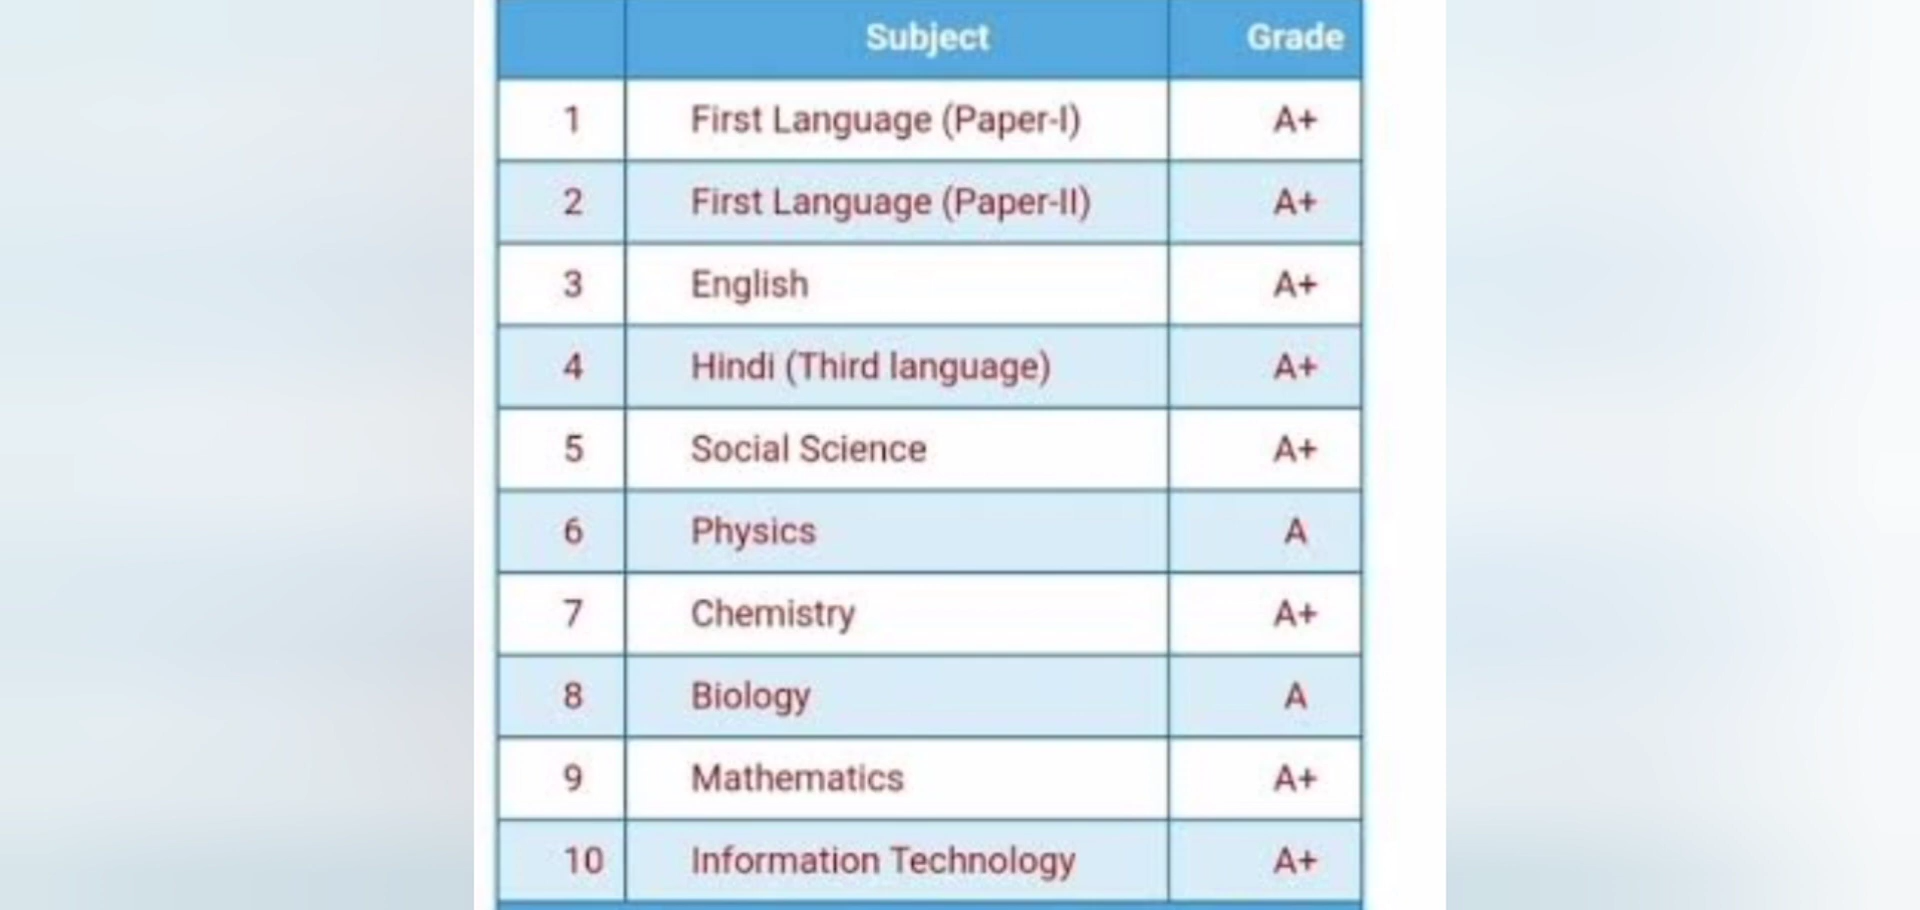 Subject Grade
1 First Language (Paper-I) A+
2 First Language (Paper-II) A+
3 English A+
4 Hindi (Third language) A+
5 Social Science A+
6 Physics A
7 Chemistry A+
8 Biology A
9 Mathematics A+
10 Information Technology A+